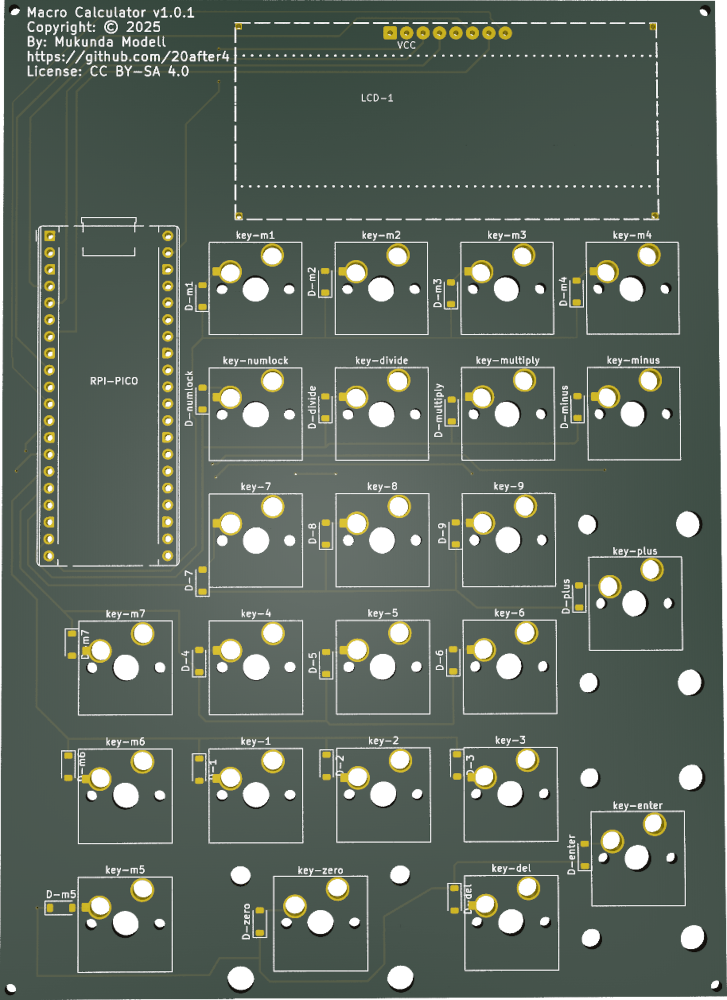 Macro Calculator v1.0.1
Copyright: © 2025
By: Mukunda Modell
https://github.com/20after4
License: CC BY-SA 4.0
VCC
LCD-1
key-m1
key-m2
key-m3
key-m4
D-m1
D-m2
D-m3
D-m4
RPI-PICO
key-numlock
key-divide
key-multiply
key-minus
D-numlock
D-divide
D-multiply
D-minus
key-7
key-8
key-9
D-7
D-8
D-9
key-plus
D-plus
key-m7
key-4
key-5
key-6
D-m7
D-4
D-5
D-6
key-m6
key-1
key-2
key-3
D-m6
D-1
D-2
D-3
key-enter
D-enter
key-m5
key-zero
key-del
D-m5
D-zero
D-del